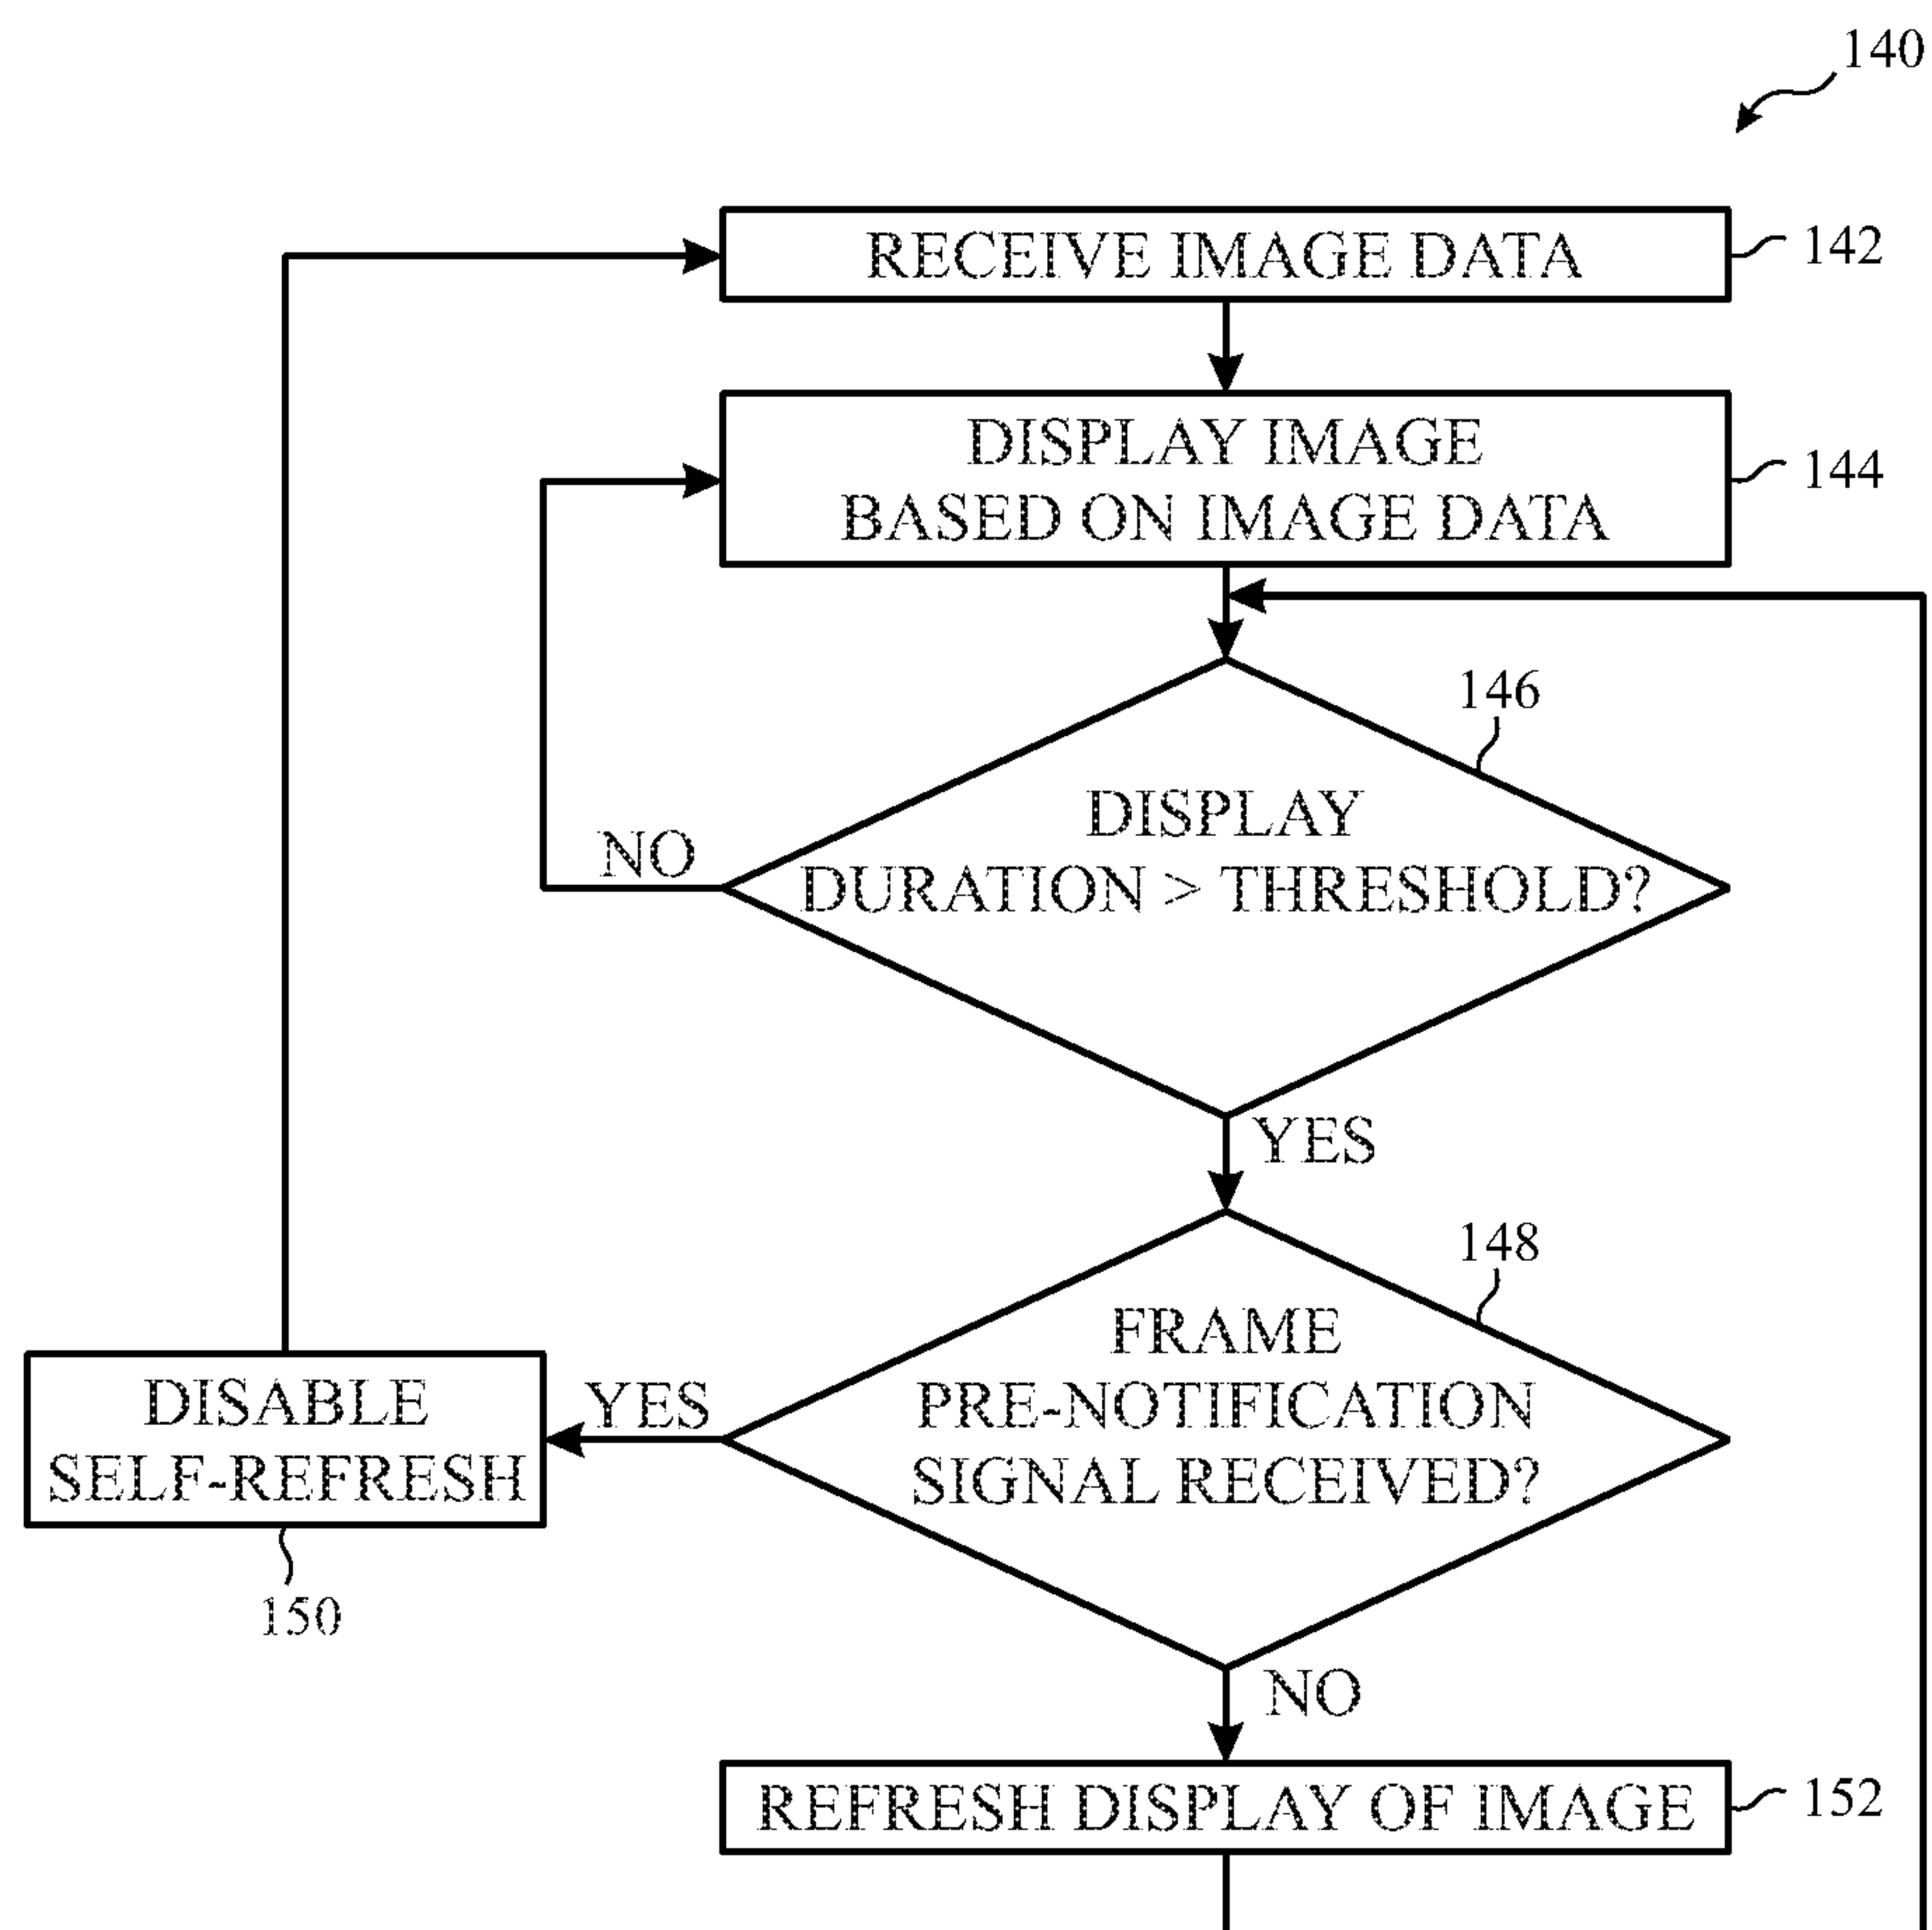 140
RECEIVE IMAGE DATA
142
DISPLAY IMAGE
BASED ON IMAGE DATA
144
146
DISPLAY
DURATION > THRESHOLD?
NO
YES
148
FRAME
PRE-NOTIFICATION
SIGNAL RECEIVED?
YES
DISABLE
SELF-REFRESH
150
NO
REFRESH DISPLAY OF IMAGE
152